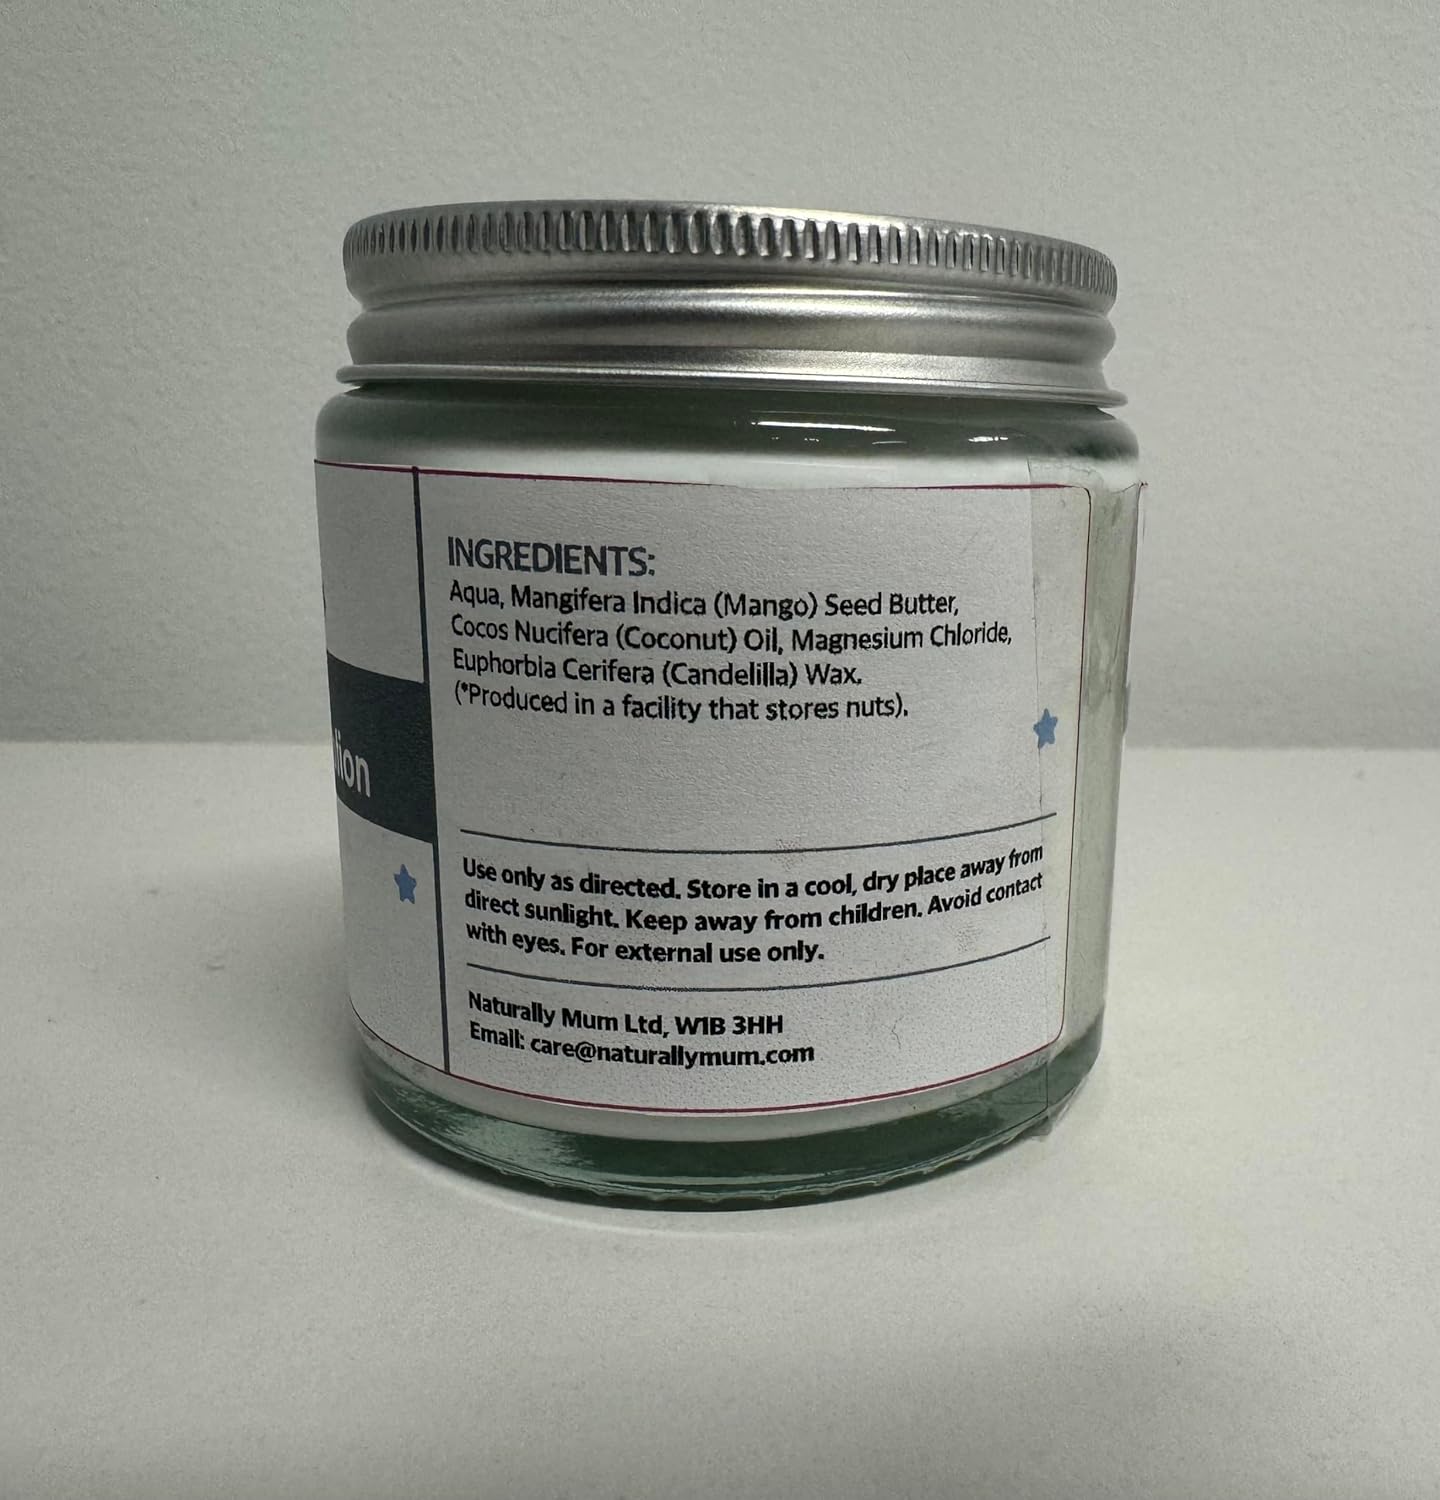 INGREDIENTS:
Aqua, Mangifera Indica (Mango) Seed Butter,
Cocos Nucifera (Coconut) Oil, Magnesium Chloride,
Euphorbia Cerifera (Candelilla) Wax.
(*Produced in a facility that stores nuts).
Use only as directed. Store in a cool, dry place away from
direct sunlight. Keep away from children. Avoid contact
with eyes. For external use only.
Naturally Mum Ltd, W1B 3HH
Email: care@naturallymum.com